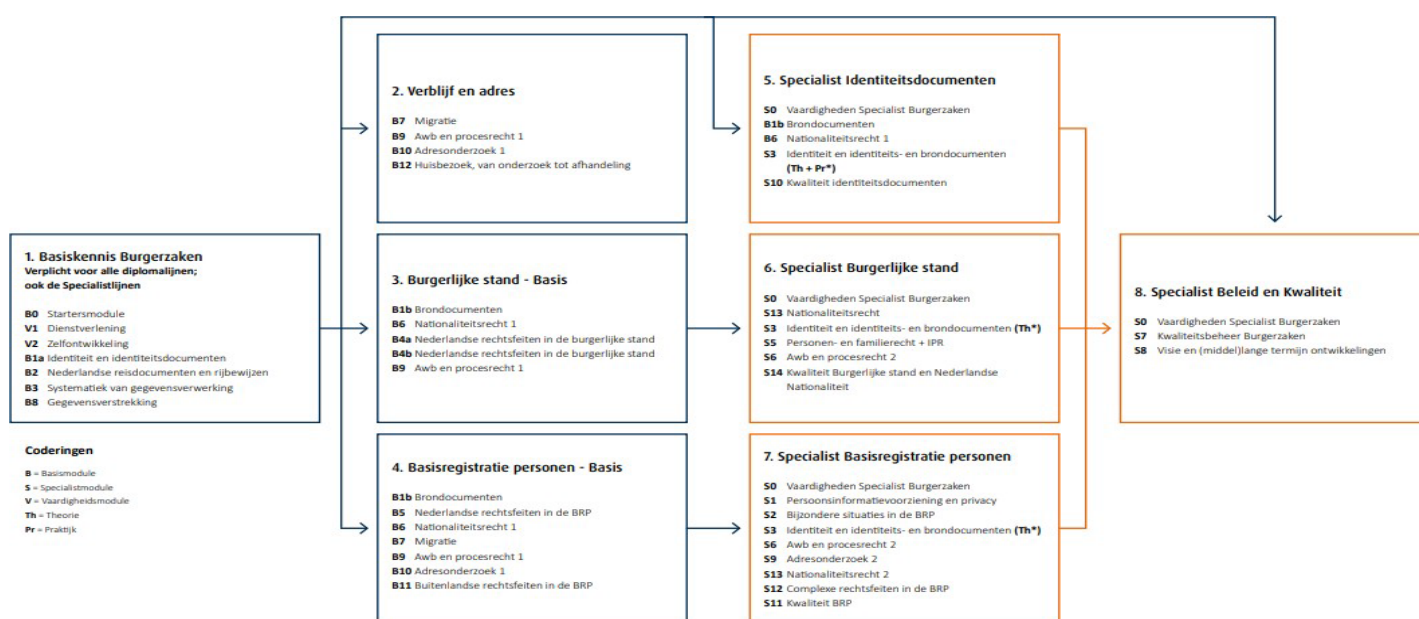 1. Basiskennis Burgerzaken
Verplicht voor alle diplomalijnen;
ook de Specialistlijnen
B0 Startersmodule
V1 Dienstverlening
V2 Zelfontwikkeling
B1a Identiteit en identiteitsdocumenten
B2 Nederlandse reisdocumenten en rijbewijzen
B3 Systematiek van gegevensverwerking
B8 Gegevensverstrekking
Coderingen
B = Basismodule
S = Specialistmodule
V = Vaardigheidsmodule
Th = Theorie
Pr = Praktijk
2. Verblijf en adres
B7 Migratie
B9 Awb en procesrecht 1
B10 Adresonderzoek 1
B12 Huisbezoek, van onderzoek tot afhandeling
3. Burgerlijke stand - Basis
B1b Brondocumenten
B6 Nationaliteitsrecht 1
B4a Nederlandse rechtsfeiten in de burgerlijke stand
B4b Nederlandse rechtsfeiten in de burgerlijke stand
B9 Awb en procesrecht 1
4. Basisregistratie personen - Basis
B1b Brondocumenten
B5 Nederlandse rechtsfeiten in de BRP
B6 Nationaliteitsrecht 1
B7 Migratie
B9 Awb en procesrecht 1
B10 Adresonderzoek 1
B11 Buitenlandse rechtsfeiten in de BRP
5. Specialist Identiteitsdocumenten
S0 Vaardigheden Specialist Burgerzaken
B1b Brondocumenten
B6 Nationaliteitsrecht 1
S3 Identiteit en identiteits- en brondocumenten
(Th + Pr*)
S10 Kwaliteit identiteitsdocumenten
6. Specialist Burgerlijke stand
S0 Vaardigheden Specialist Burgerzaken
S13 Nationaliteitsrecht
S3 Identiteit en identiteits- en brondocumenten (Th*)
S5 Personen- en familierecht + IPR
S6 Awb en procesrecht 2
S14 Kwaliteit Burgerlijke stand en Nederlandse
Nationaliteit
7. Specialist Basisregistratie personen
S0 Vaardigheden Specialist Burgerzaken
S1 Persoonsinformatievoorziening en privacy
S2 Bijzondere situaties in de BRP
S3 Identiteit en identiteits- en brondocumenten (Th*)
S6 Awb en procesrecht 2
S9 Adresonderzoek 2
S13 Nationaliteitsrecht 2
S12 Complexe rechtsfeiten in de BRP
S11 Kwaliteit BRP
8. Specialist Beleid en Kwaliteit
S0 Vaardigheden Specialist Burgerzaken
S7 Kwaliteitsbeheer Burgerzaken
S8 Visie en (middel)lange termijn ontwikkelingen